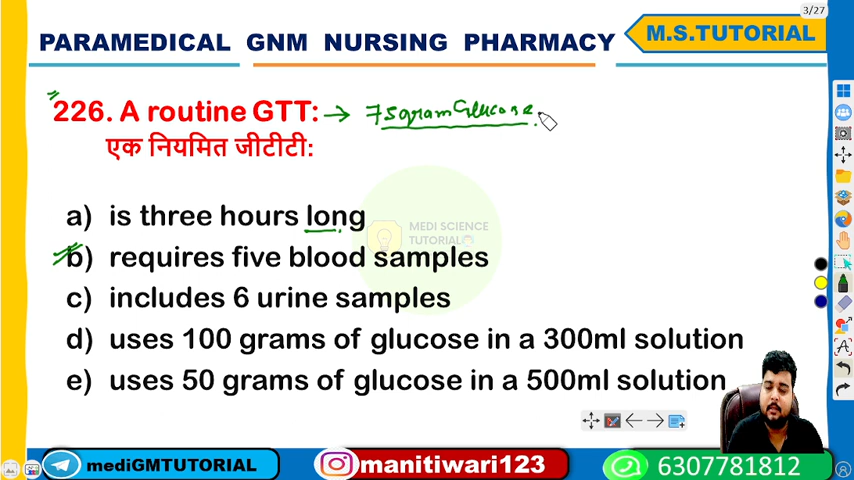 3/27
PARAMEDICAL GNM NURSING PHARMACY
M.S.TUTORIAL
226. A routine GTT: → 75gram Glucose
एक नियमित जीटीटी:
a) is three hours long
MEDI SCIENCE
TUTORIAL
b) requires five blood samples
c) includes 6 urine samples
d) uses 100 grams of glucose in a 300ml solution
e) uses 50 grams of glucose in a 500ml solution
mediGMTUTORIAL
manitiwari123
6307781812